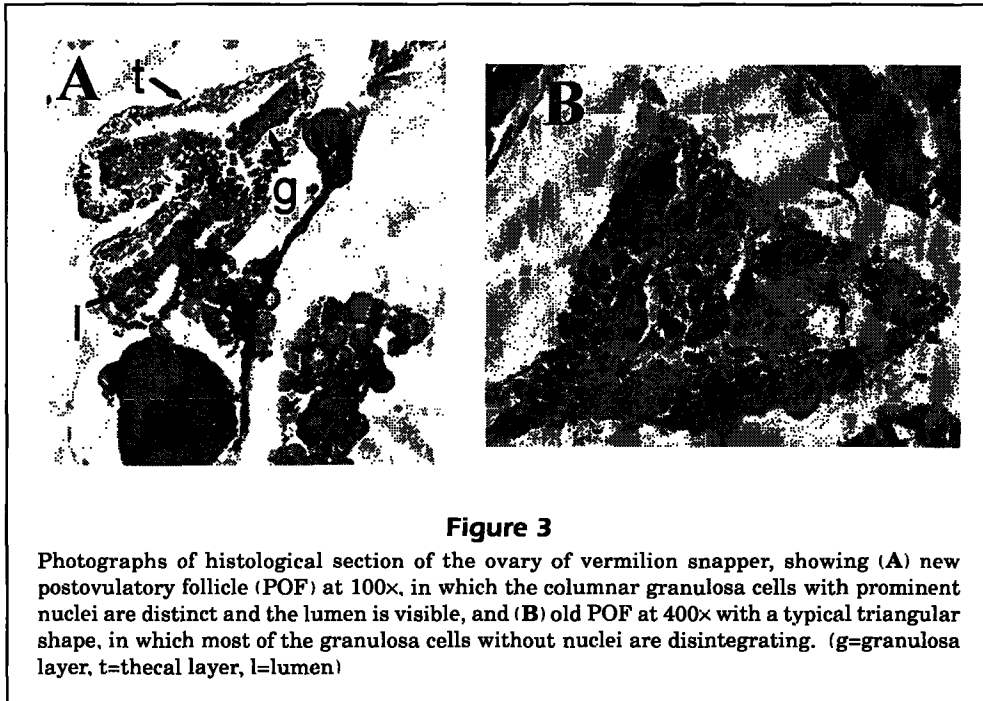 A
t
g
l
B
Figure 3
Photographs of histological section of the ovary of vermilion snapper, showing (A) new
postovulatory follicle (POF) at 100x, in which the columnar granulosa cells with prominent
nuclei are distinct and the lumen is visible, and (B) old POF at 400× with a typical triangular
shape, in which most of the granulosa cells without nuclei are disintegrating. (g=granulosa
layer, t=thecal layer, l=lumen)